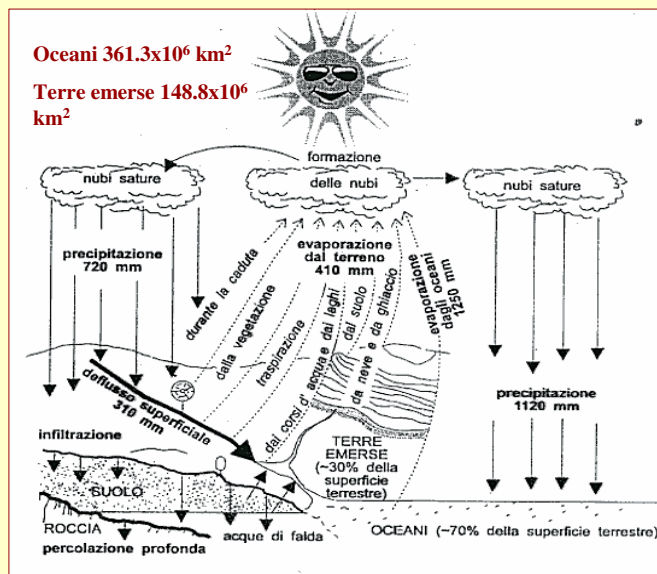 Oceani 361.3x10⁶ km²
Terre emerse 148.8x10⁶
km²
formazione
nubi sature
delle nubi
nubi sature
precipitazione
720 mm
evaporazione
dal terreno
410 mm
durante la caduta
dalla vegetazione
traspirazione
dai corsi d'acqua e dai laghi
dal suolo
da neve e da ghiaccio
evaporazione
dagli oceani
1250 mm
deflusso superficiale
310 mm
precipitazione
1120 mm
infiltrazione
TERRE
EMERSE
(~30% della
superficie
terrestre)
SUOLO
ROCCIA
acque di falda
percolazione profonda
OCEANI (~70% della superficie terrestre)